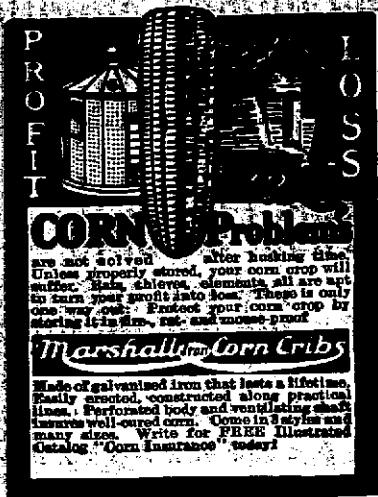 PROFIT
LOSS
CORN Problems
are not solved after husking time.
Unless properly stored, your corn crop will
suffer. Rats, thieves, elements, all are apt
to turn your profit into loss. There is only
one way out: Protect your corn crop by
storing it in fire-, rat- and mouse-proof
Marshall Iron Corn Cribs
Made of galvanized iron that lasts a lifetime.
Easily erected, constructed along practical
lines. Perforated body and ventilating shaft
insures well-cured corn. Come in 3 styles and
many sizes. Write for FREE Illustrated
Catalog "Corn Insurance" today!